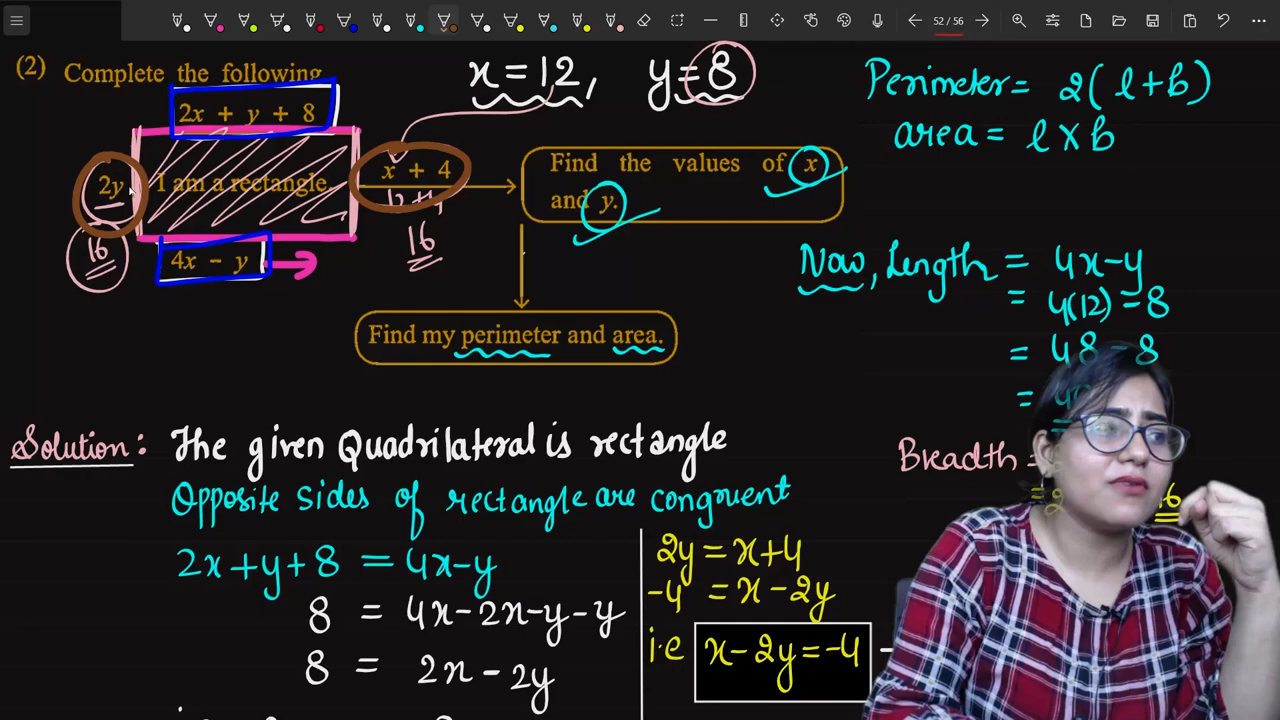 52 / 56
(2) Complete the following
x = 12, y = 8
2x + y + 8
2y
I am a rectangle.
x + 4
16
16
4x - y
Find the values of x
and y.
Find my perimeter and area.
Perimeter = 2(l+b)
area = l x b
Now, Length = 4x-y
= 4(12) - 8
= 48 - 8
=
Breadth =
=
Solution: The given Quadrilateral is rectangle
Opposite sides of rectangle are congruent
2x+y+8 = 4x-y
8 = 4x-2x-y-y
8 = 2x-2y
2y = x+4
-4 = x-2y
i.e x-2y=-4